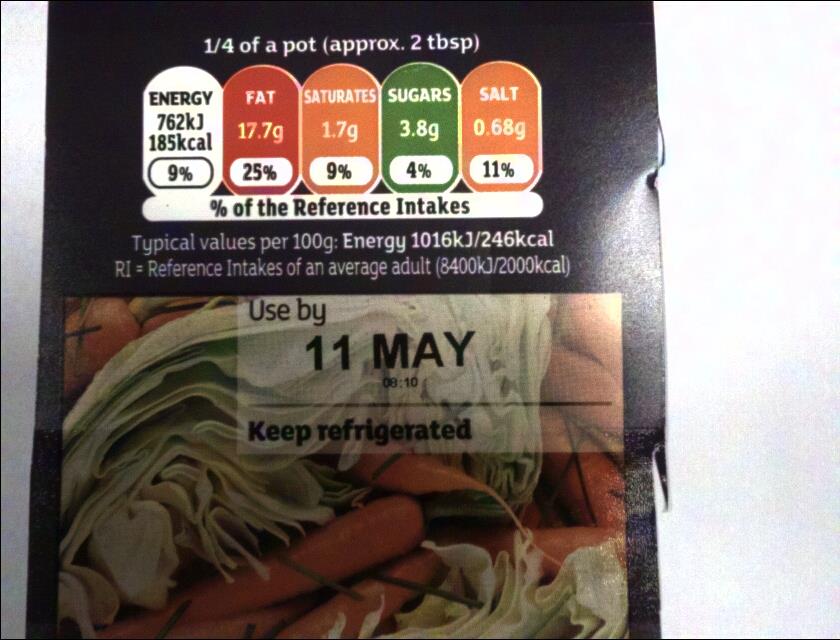 1/4 of a pot (approx. 2 tbsp)
ENERGY 762kJ 185kcal 9%
FAT 17.7g 25%
SATURATES 1.7g 9%
SUGARS 3.8g 4%
SALT 0.68g 11%
% of the Reference Intakes
Typical values per 100g: Energy 1016kJ/246kcal
RI = Reference Intakes of an average adult (8400kJ/2000kcal)
Use by
11 MAY
08:10
Keep refrigerated